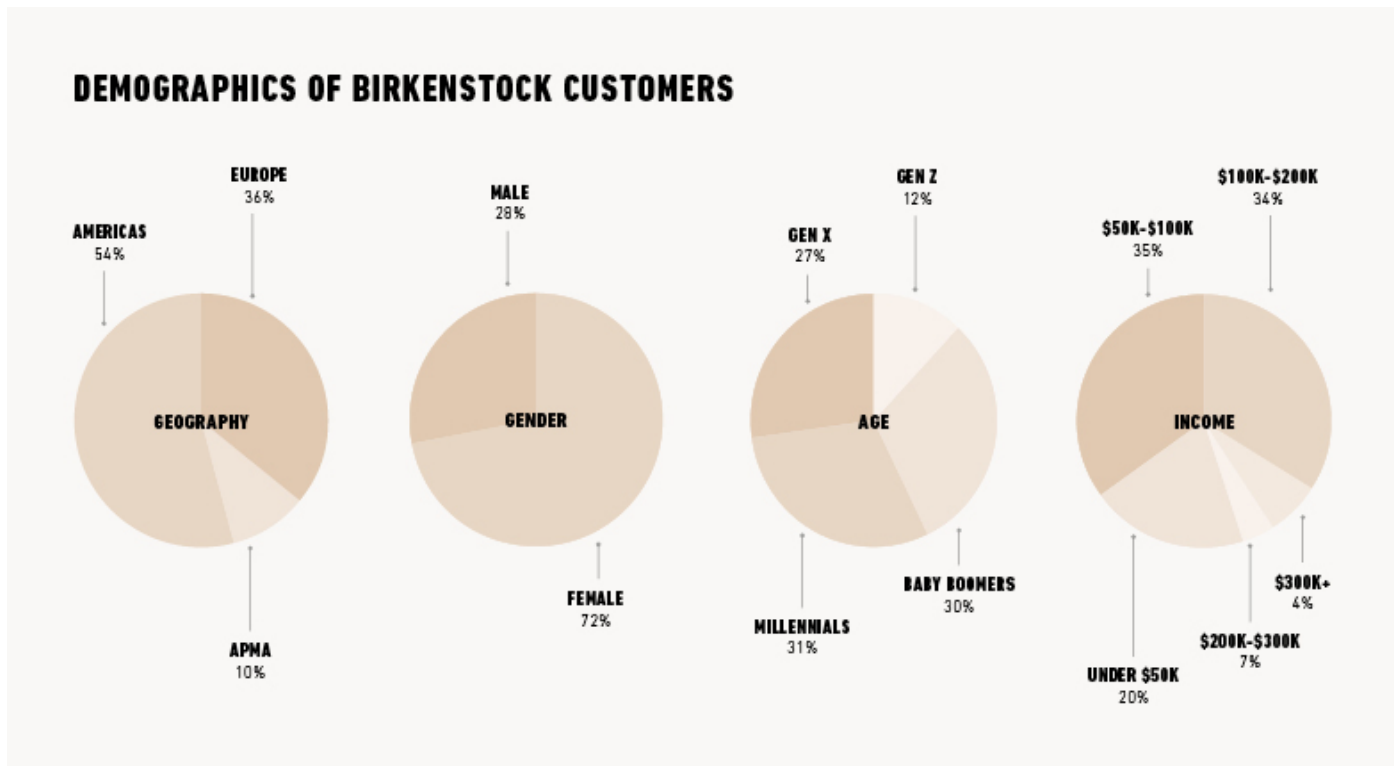 DEMOGRAPHICS OF BIRKENSTOCK CUSTOMERS
EUROPE
36%
AMERICAS
54%
GEOGRAPHY
APMA
10%
MALE
28%
GENDER
FEMALE
72%
GEN Z
12%
GEN X
27%
AGE
BABY BOOMERS
30%
MILLENNIALS
31%
$100K-$200K
34%
$50K-$100K
35%
INCOME
$300K+
4%
$200K-$300K
7%
UNDER $50K
20%